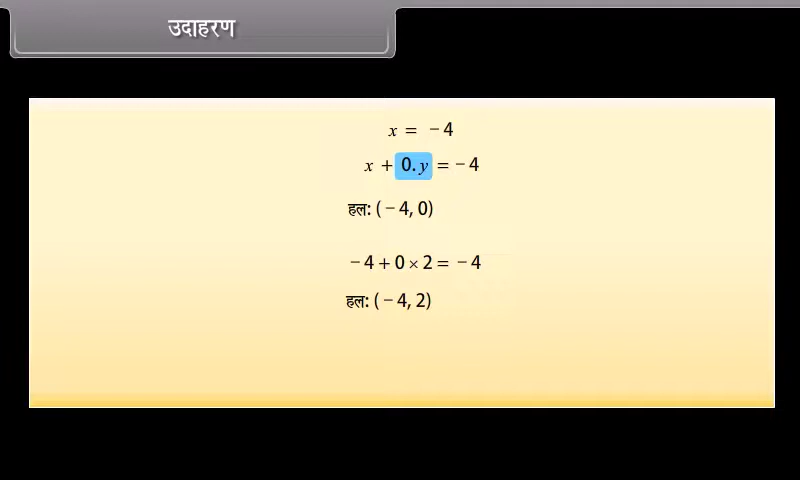 उदाहरण
x = −4
x + 0.y = −4
हल: (−4, 0)
−4 + 0 × 2 = −4
हल: (−4, 2)